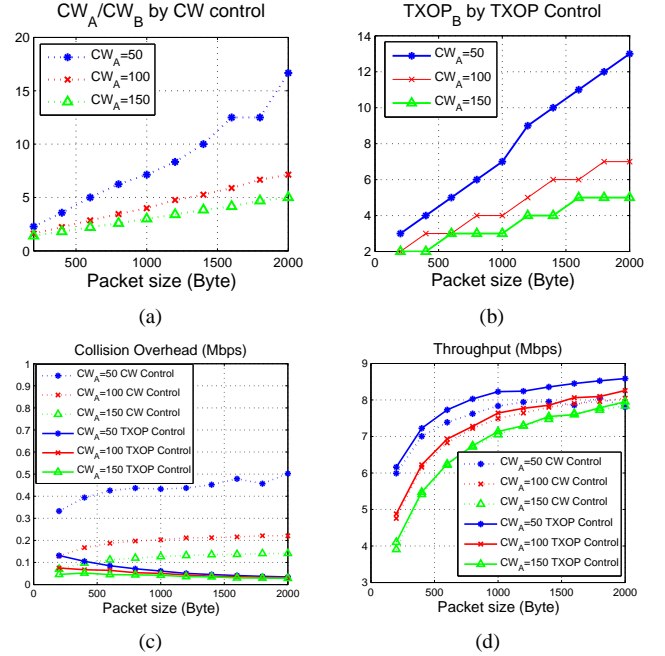 CW_A/CW_B by CW control
20
15
10
5
0
500
1000
1500
2000
CW_A=50
CW_A=100
CW_A=150
Packet size (Byte)
(a)
TXOP_B by TXOP Control
14
12
10
8
6
4
2
0
500
1000
1500
2000
CW_A=50
CW_A=100
CW_A=150
Packet size (Byte)
(b)
Collision Overhead (Mbps)
1
0.9
0.8
0.7
0.6
0.5
0.4
0.3
0.2
0.1
0
0
500
1000
1500
2000
CW_A=50 CW Control
CW_A=100 CW Control
CW_A=150 CW Control
CW_A=50 TXOP Control
CW_A=100 TXOP Control
CW_A=150 TXOP Control
Packet size (Byte)
(c)
Throughput (Mbps)
9
8
7
6
5
4
3
0
500
1000
1500
2000
CW_A=50 CW Control
CW_A=100 CW Control
CW_A=150 CW Control
CW_A=50 TXOP Control
CW_A=100 TXOP Control
CW_A=150 TXOP Control
Packet size (Byte)
(d)